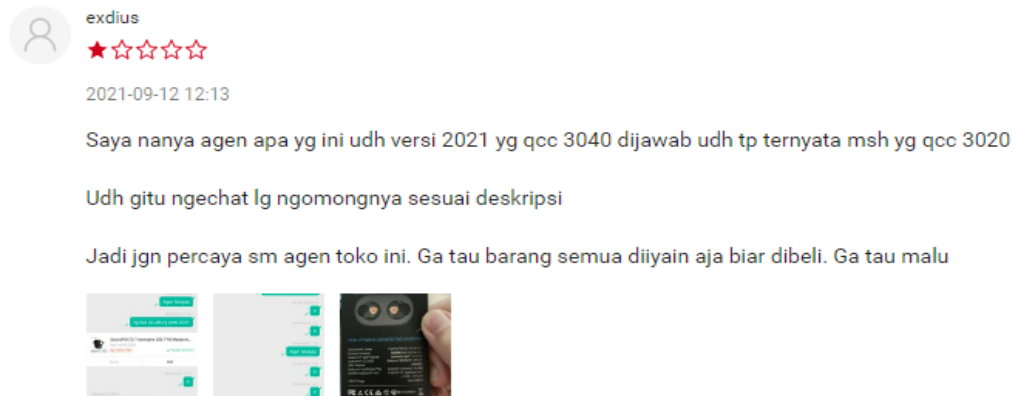 exdius
2021-09-12 12:13
Saya nanya agen apa yg ini udh versi 2021 yg qcc 3040 dijawab udh tp ternyata msh yg qcc 3020
Udh gitu ngechat lg ngomongnya sesuai deskripsi
Jadi jgn percaya sm agen toko ini. Ga tau barang semua diiyain aja biar dibeli. Ga tau malu